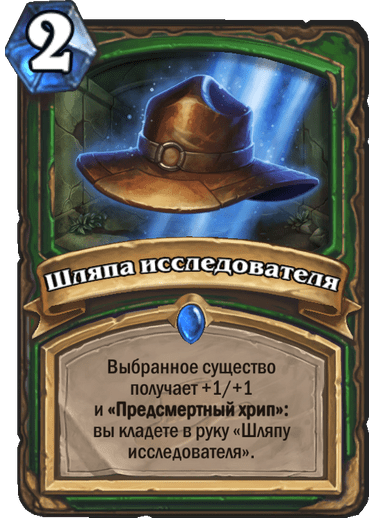 2
Шляпа исследователя
Выбранное существо
получает +1/+1
и «Предсмертный хрип»:
вы кладете в руку «Шляпу
исследователя».